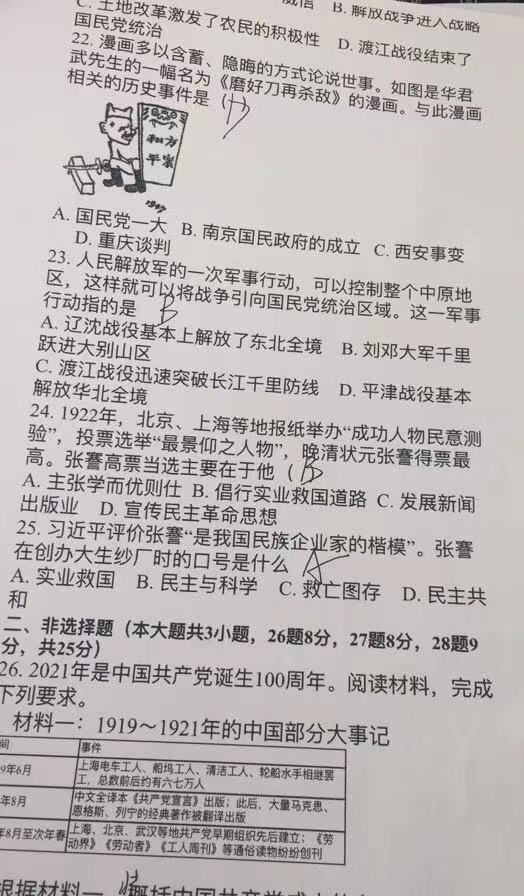 C. 土地改革激发了农民的积极性 D. 渡江战役结束了
B. 解放战争进入战略
国民党统治
22. 漫画多以含蓄、隐晦的方式论说世事。如图是华君
武先生的一幅名为《磨好刀再杀敌》的漫画。与此漫画
相关的历史事件是（D
和方
平案
1947
A. 国民党一大 B. 南京国民政府的成立 C. 西安事变
D. 重庆谈判
23. 人民解放军的一次军事行动，可以控制整个中原地
区，这样就可以将战争引向国民党统治区域。这一军事
行动指的是 B
A. 辽沈战役基本上解放了东北全境 B. 刘邓大军千里
跃进大别山区
C. 渡江战役迅速突破长江千里防线 D. 平津战役基本
解放华北全境
24. 1922年，北京、上海等地报纸举办“成功人物民意测
验”，投票选举“最景仰之人物”，晚清状元张謇得票最
高。张謇高票当选主要在于他（B
A. 主张学而优则仕 B. 倡行实业救国道路 C. 发展新闻
出版业 D. 宣传民主革命思想
25. 习近平评价张謇“是我国民族企业家的楷模”。张謇
在创办大生纱厂时的口号是什么 A
A. 实业救国 B. 民主与科学 C. 救亡图存 D. 民主共
和
二、非选择题（本大题共3小题，26题8分，27题8分，28题9
分，共25分）
26. 2021年是中国共产党诞生100周年。阅读材料，完成
下列要求。
材料一：1919～1921年的中国部分大事记
间 事件
9年6月 上海电车工人、船坞工人、清洁工人、轮船水手相继罢
工，总数前后约有六七万人
年8月 中文全译本《共产党宣言》出版；此后，大量马克思、
恩格斯、列宁的经典著作被翻译出版
年8月至次年春 上海、北京、武汉等地共产党早期组织先后建立；《劳
动界》《劳动者》《工人周刊》等通俗读物纷纷创刊
根据材料一